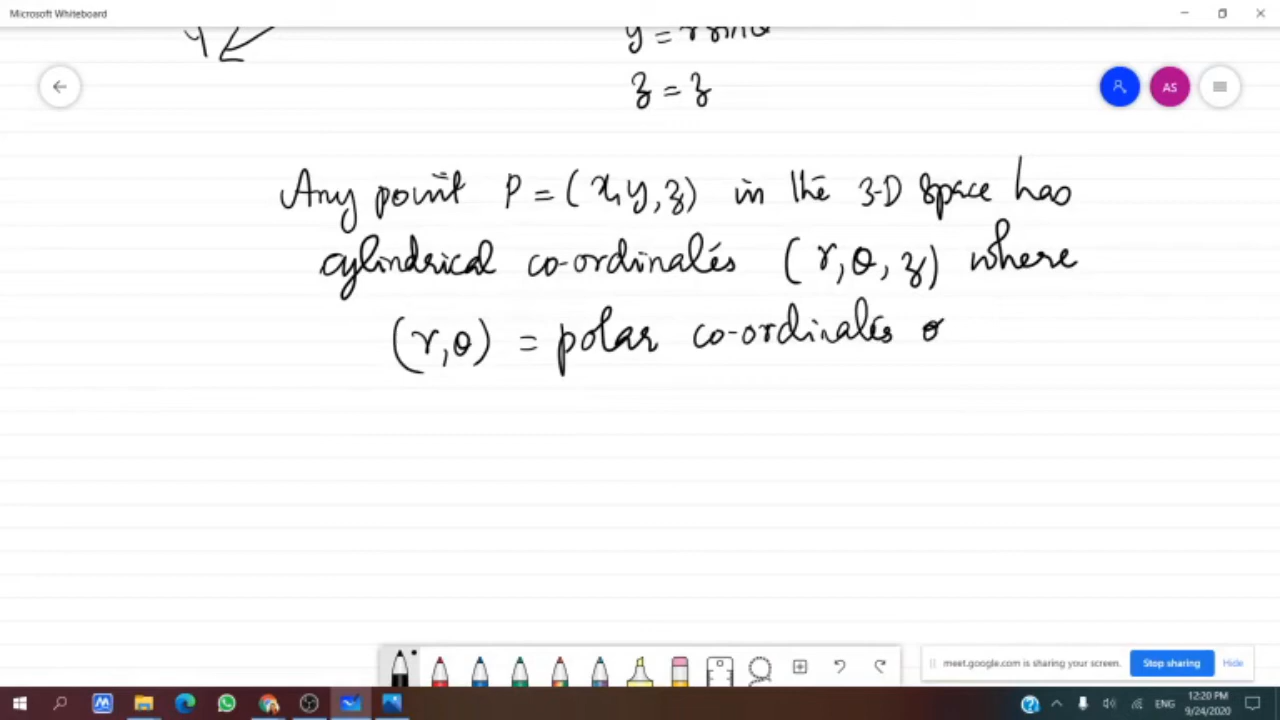 Microsoft Whiteboard
Y
y = r sinθ
z = z
AS
Any point P = (x, y, z) in the 3-D space has
cylindrical co-ordinates (r, θ, z) where
(r, θ) = polar co-ordinates o
meet.google.com is sharing your screen.
Stop sharing
Hide
ENG
12:20 PM
9/24/2020